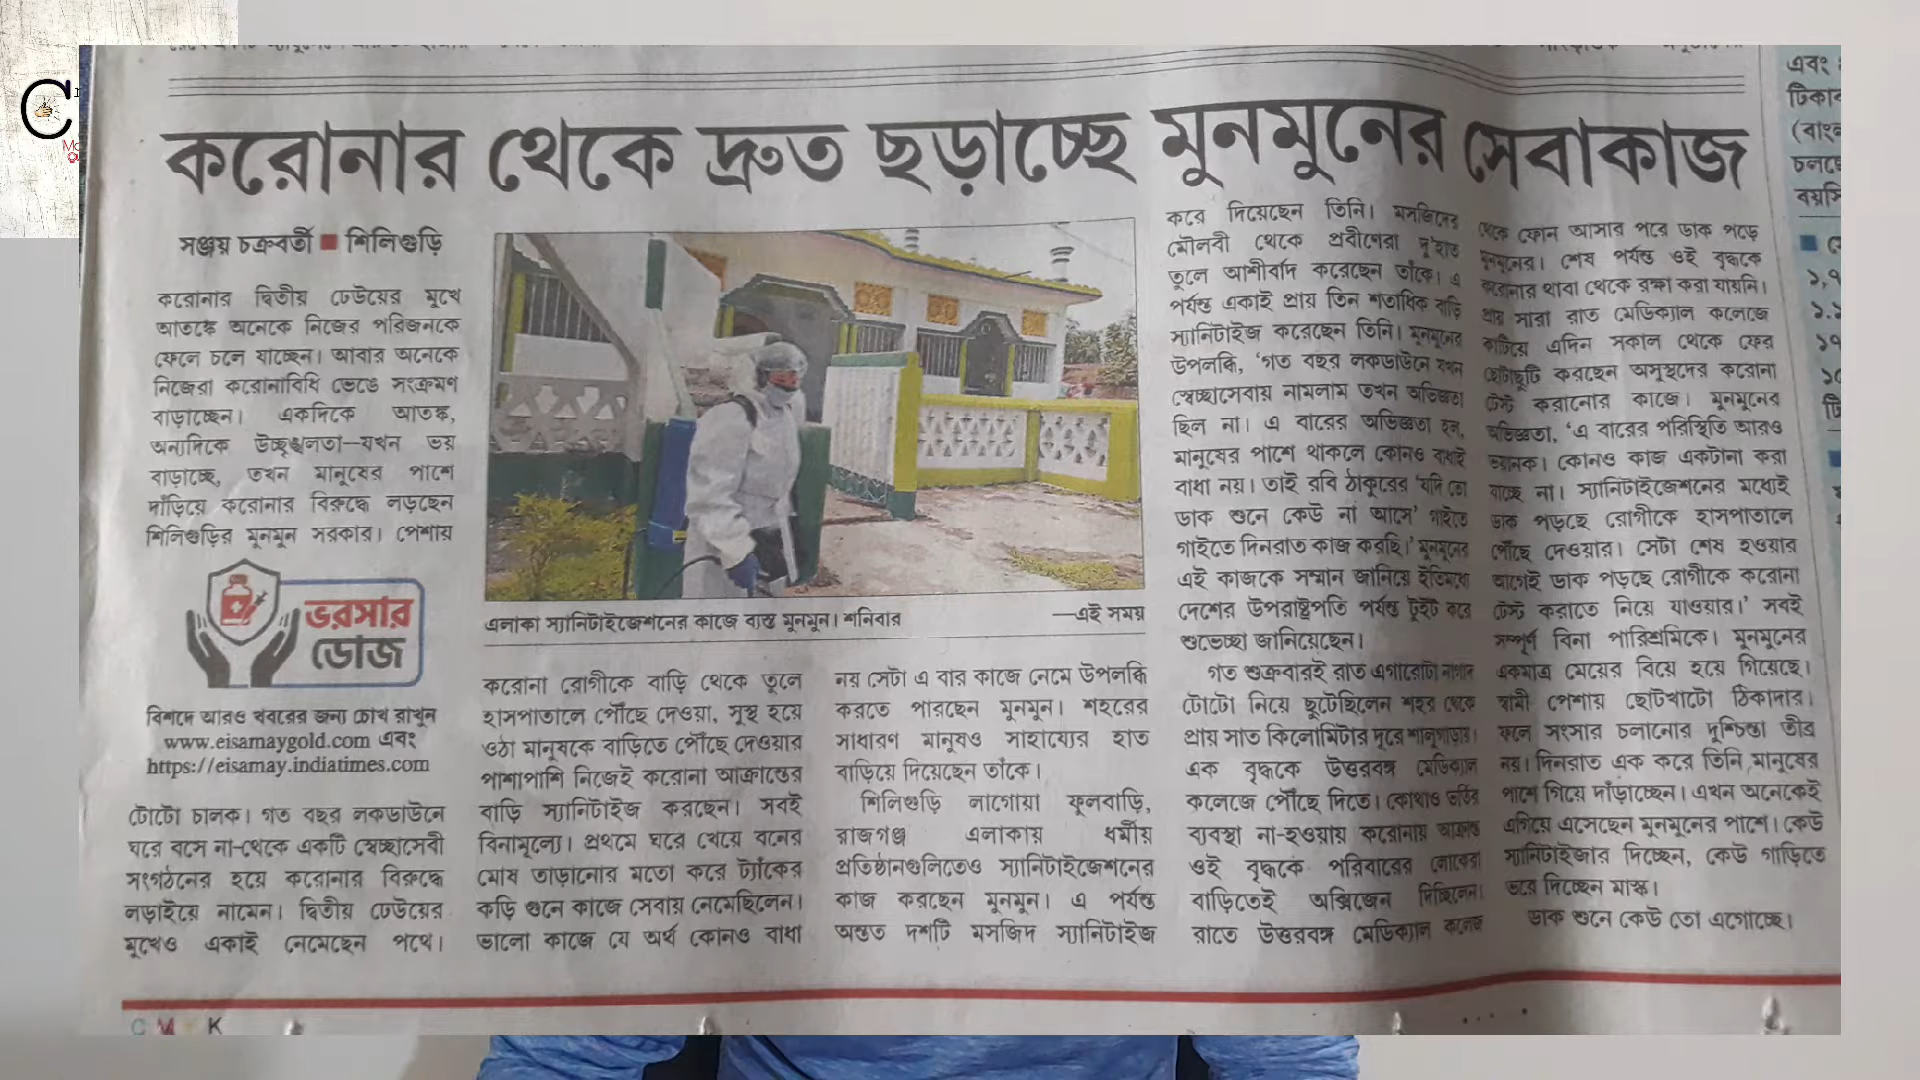 করোনার থেকে দ্রুত ছড়াচ্ছে মুনমুনের সেবাকাজ
সঞ্জয় চক্রবর্তী ■ শিলিগুড়ি
করোনার দ্বিতীয় ঢেউয়ের মুখে
আতঙ্কে অনেকে নিজের পরিজনকে
ফেলে চলে যাচ্ছেন। আবার অনেকে
নিজেরা করোনাবিধি ভেঙে সংক্রমণ
বাড়াচ্ছেন। একদিকে আতঙ্ক,
অন্যদিকে উচ্ছৃঙ্খলতা—যখন ভয়
বাড়াচ্ছে, তখন মানুষের পাশে
দাঁড়িয়ে করোনার বিরুদ্ধে লড়ছেন
শিলিগুড়ির মুনমুন সরকার। পেশায়
ভরসার
ডোজ
বিশদে আরও খবরের জন্য চোখ রাখুন
www.eisamaygold.com এবং
https://eisamay.indiatimes.com
টোটো চালক। গত বছর লকডাউনে
ঘরে বসে না-থেকে একটি স্বেচ্ছাসেবী
সংগঠনের হয়ে করোনার বিরুদ্ধে
লড়াইয়ে নামেন। দ্বিতীয় ঢেউয়ের
মুখেও একাই নেমেছেন পথে।
এলাকা স্যানিটাইজেশনের কাজে ব্যস্ত মুনমুন। শনিবার —এই সময়
করোনা রোগীকে বাড়ি থেকে তুলে
হাসপাতালে পৌঁছে দেওয়া, সুস্থ হয়ে
ওঠা মানুষকে বাড়িতে পৌঁছে দেওয়ার
পাশাপাশি নিজেই করোনা আক্রান্তের
বাড়ি স্যানিটাইজ করছেন। সবই
বিনামূল্যে। প্রথমে ঘরে খেয়ে বনের
মোষ তাড়ানোর মতো করে ট্যাঁকের
কড়ি গুনে কাজে সেবায় নেমেছিলেন।
ভালো কাজে যে অর্থ কোনও বাধা
নয় সেটা এ বার কাজে নেমে উপলব্ধি
করতে পারছেন মুনমুন। শহরের
সাধারণ মানুষও সাহায্যের হাত
বাড়িয়ে দিয়েছেন তাঁকে।
শিলিগুড়ি লাগোয়া ফুলবাড়ি,
রাজগঞ্জ এলাকায় ধর্মীয়
প্রতিষ্ঠানগুলিতেও স্যানিটাইজেশনের
কাজ করছেন মুনমুন। এ পর্যন্ত
অন্তত দশটি মসজিদ স্যানিটাইজ
করে দিয়েছেন তিনি। মসজিদের
মৌলবী থেকে প্রবীণেরা দু'হাত
তুলে আশীর্বাদ করেছেন তাঁকে। এ
পর্যন্ত একাই প্রায় তিন শতাধিক বাড়ি
স্যানিটাইজ করেছেন তিনি। মুনমুনের
উপলব্ধি, 'গত বছর লকডাউনে যখন
স্বেচ্ছাসেবায় নামলাম তখন অভিজ্ঞতা
ছিল না। এ বারের অভিজ্ঞতা হল,
মানুষের পাশে থাকলে কোনও বাধাই
বাধা নয়। তাই রবি ঠাকুরের 'যদি তো
ডাক শুনে কেউ না আসে' গাইতে
গাইতে দিনরাত কাজ করছি।' মুনমুনের
এই কাজকে সম্মান জানিয়ে ইতিমধ্যে
দেশের উপরাষ্ট্রপতি পর্যন্ত টুইট করে
শুভেচ্ছা জানিয়েছেন।
গত শুক্রবারই রাত এগারোটা নাগাদ
টোটো নিয়ে ছুটেছিলেন শহর থেকে
প্রায় সাত কিলোমিটার দূরে শালুগাড়ায়।
এক বৃদ্ধকে উত্তরবঙ্গ মেডিক্যাল
কলেজে পৌঁছে দিতে। কোথাও ভর্তির
ব্যবস্থা না-হওয়ায় করোনায় আক্রান্ত
ওই বৃদ্ধকে পরিবারের লোকেরা
বাড়িতেই অক্সিজেন দিচ্ছিলেন।
রাতে উত্তরবঙ্গ মেডিক্যাল কলেজ
থেকে ফোন আসার পরে ডাক পড়ে
মুনমুনের। শেষ পর্যন্ত ওই বৃদ্ধকে
করোনার থাবা থেকে রক্ষা করা যায়নি।
প্রায় সারা রাত মেডিক্যাল কলেজে
কাটিয়ে এদিন সকাল থেকে ফের
ছোটাছুটি করছেন অসুস্থদের করোনা
টেস্ট করানোর কাজে। মুনমুনের
অভিজ্ঞতা, 'এ বারের পরিস্থিতি আরও
ভয়ানক। কোনও কাজ একটানা করা
যাচ্ছে না। স্যানিটাইজেশনের মধ্যেই
ডাক পড়ছে রোগীকে হাসপাতালে
পৌঁছে দেওয়ার। সেটা শেষ হওয়ার
আগেই ডাক পড়ছে রোগীকে করোনা
টেস্ট করাতে নিয়ে যাওয়ার।' সবই
সম্পূর্ণ বিনা পারিশ্রমিকে। মুনমুনের
একমাত্র মেয়ের বিয়ে হয়ে গিয়েছে।
স্বামী পেশায় ছোটখাটো ঠিকাদার।
ফলে সংসার চলানোর দুশ্চিন্তা তীব্র
নয়। দিনরাত এক করে তিনি মানুষের
পাশে গিয়ে দাঁড়াচ্ছেন। এখন অনেকেই
এগিয়ে এসেছেন মুনমুনের পাশে। কেউ
স্যানিটাইজার দিচ্ছেন, কেউ গাড়িতে
ভরে দিচ্ছেন মাস্ক।
ডাক শুনে কেউ তো এগোচ্ছে।
এবং
(বাংল
C M Y K